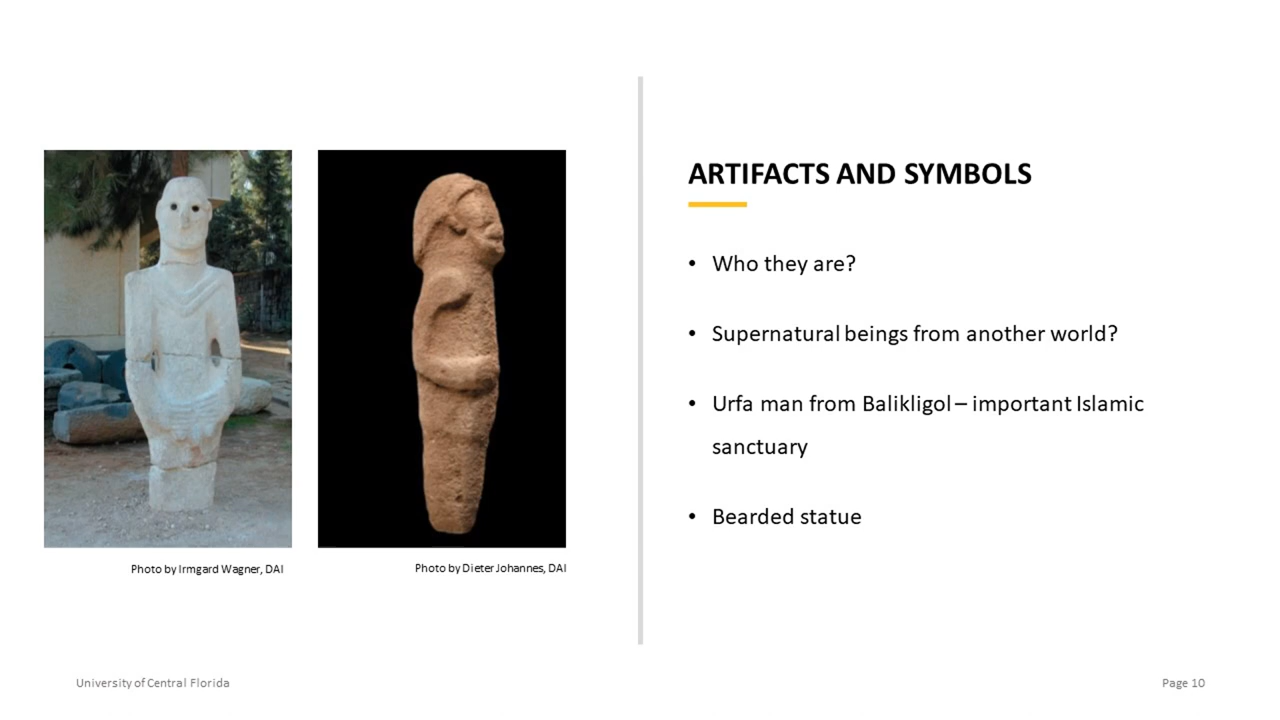 ARTIFACTS AND SYMBOLS
• Who they are?
• Supernatural beings from another world?
• Urfa man from Balikligol – important Islamic
sanctuary
• Bearded statue
Photo by Irmgard Wagner, DAI
Photo by Dieter Johannes, DAI
University of Central Florida
Page 10